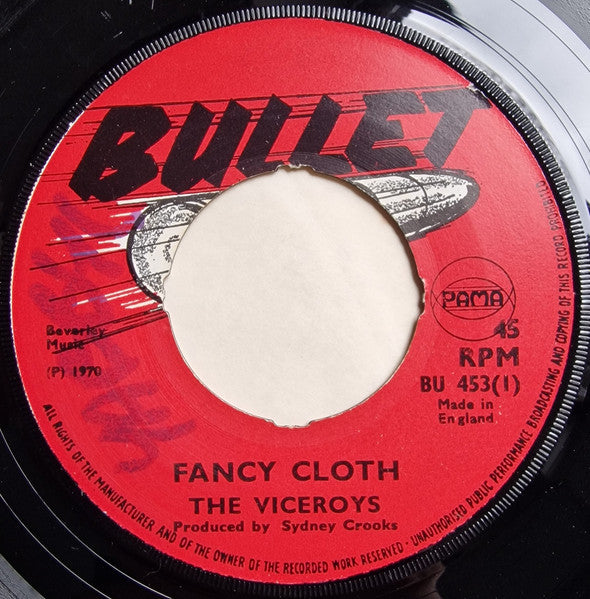 BULLET
PAMA
Beverley
Music
(P) 1970
45
RPM
BU 453(1)
Made in
England
FANCY CLOTH
THE VICEROYS
Produced by Sydney Crooks
ALL RIGHTS OF THE MANUFACTURER AND OF THE OWNER OF THE RECORDED WORK RESERVED - UNAUTHORISED PUBLIC PERFORMANCE BROADCASTING AND COPYING OF THIS RECORD PROHIBITED